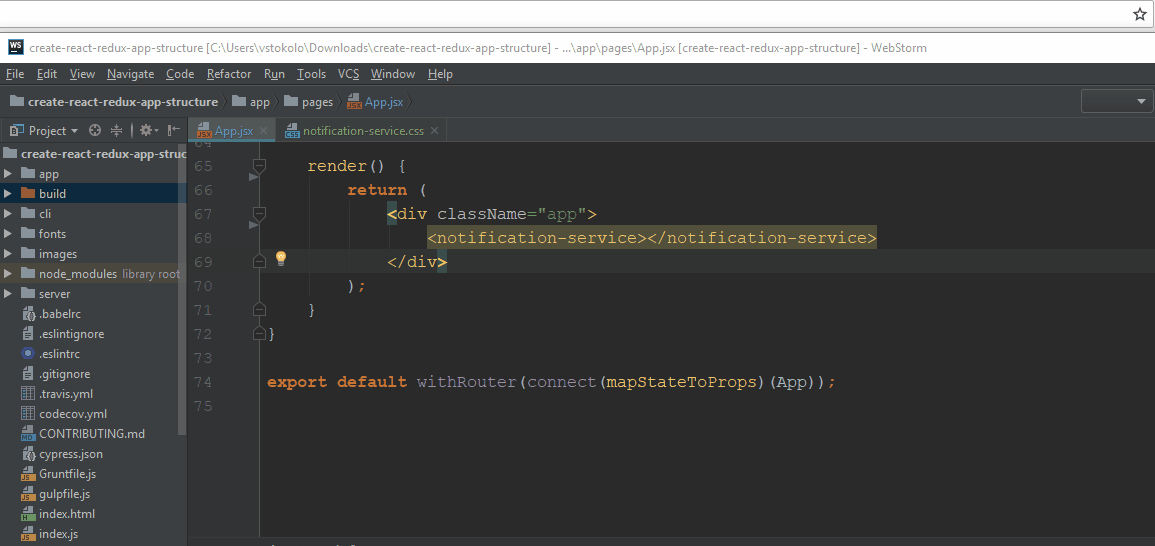 WS create-react-redux-app-structure [C:\Users\vstokolo\Downloads\create-react-redux-app-structure] - ...\app\pages\App.jsx [create-react-redux-app-structure] - WebStorm
File Edit View Navigate Code Refactor Run Tools VCS Window Help
create-react-redux-app-structure app pages App.jsx
Project App.jsx notification-service.css
create-react-redux-app-struc
app
build
cli
fonts
images
node_modules library root
server
.babelrc
.eslintignore
.eslintrc
.gitignore
.travis.yml
codecov.yml
CONTRIBUTING.md
cypress.json
Gruntfile.js
gulpfile.js
index.html
index.js
64
65 render() {
66 return (
67 <div className="app">
68 <notification-service></notification-service>
69 </div>
70 );
71 }
72 }
73
74 export default withRouter(connect(mapStateToProps)(App));
75